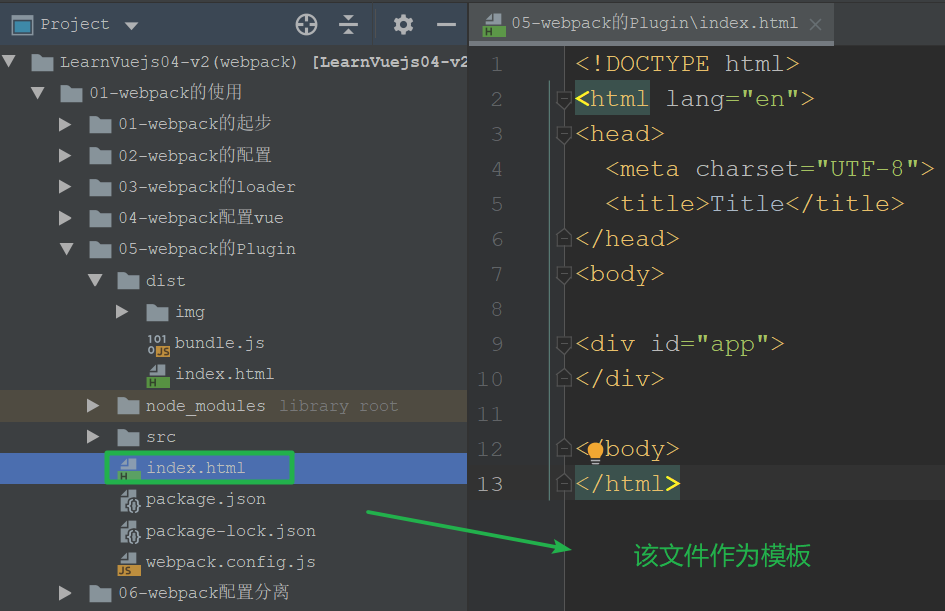 Project
LearnVuejs04-v2(webpack) [LearnVuejs04-v2
01-webpack的使用
01-webpack的起步
02-webpack的配置
03-webpack的loader
04-webpack配置vue
05-webpack的Plugin
dist
img
bundle.js
index.html
node_modules library root
src
index.html
package.json
package-lock.json
webpack.config.js
06-webpack配置分离
05-webpack的Plugin\index.html
1 <!DOCTYPE html>
2 <html lang="en">
3 <head>
4 <meta charset="UTF-8">
5 <title>Title</title>
6 </head>
7 <body>
8
9 <div id="app">
10 </div>
11
12 </body>
13 </html>
该文件作为模板